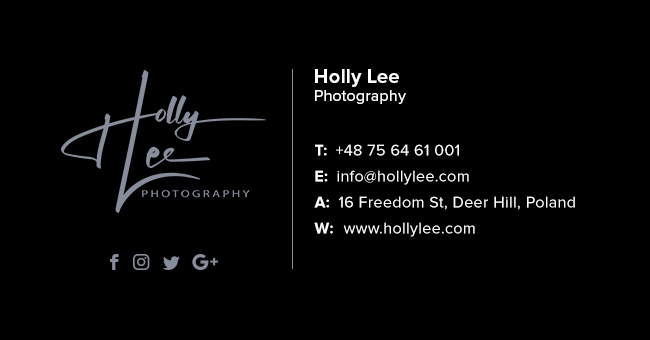 Holly
Lee
PHOTOGRAPHY
Holly Lee
Photography
T: +48 75 64 61 001
E: info@hollylee.com
A: 16 Freedom St, Deer Hill, Poland
W: www.hollylee.com